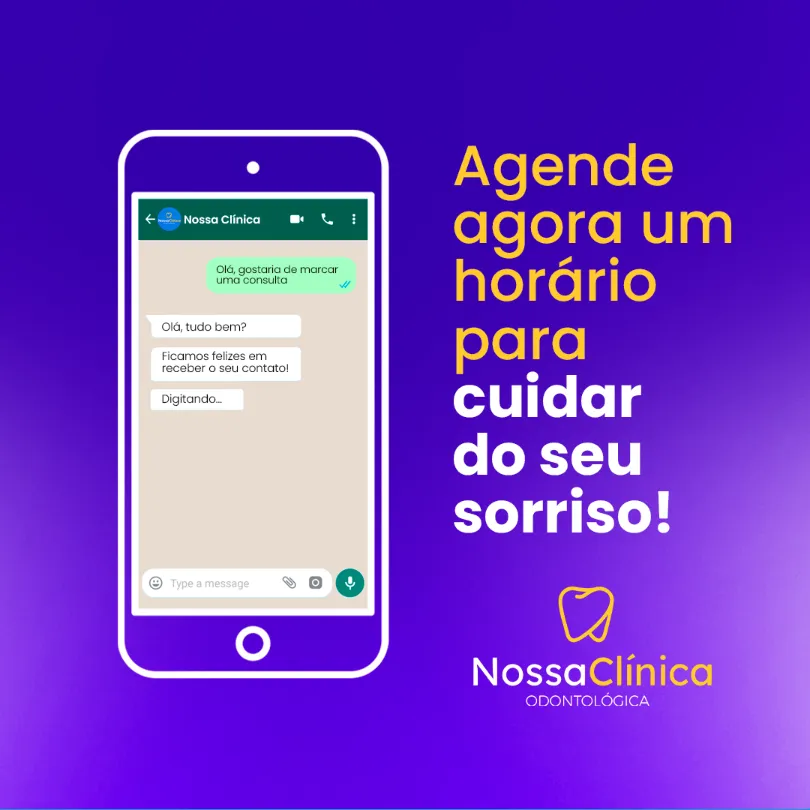 Nossa Clínica
Olá, gostaria de marcar
uma consulta
Olá, tudo bem?
Ficamos felizes em
receber o seu contato!
Digitando...
Type a message
Agende
agora um
horário
para
cuidar
do seu
sorriso!
NossaClínica
ODONTOLÓGICA